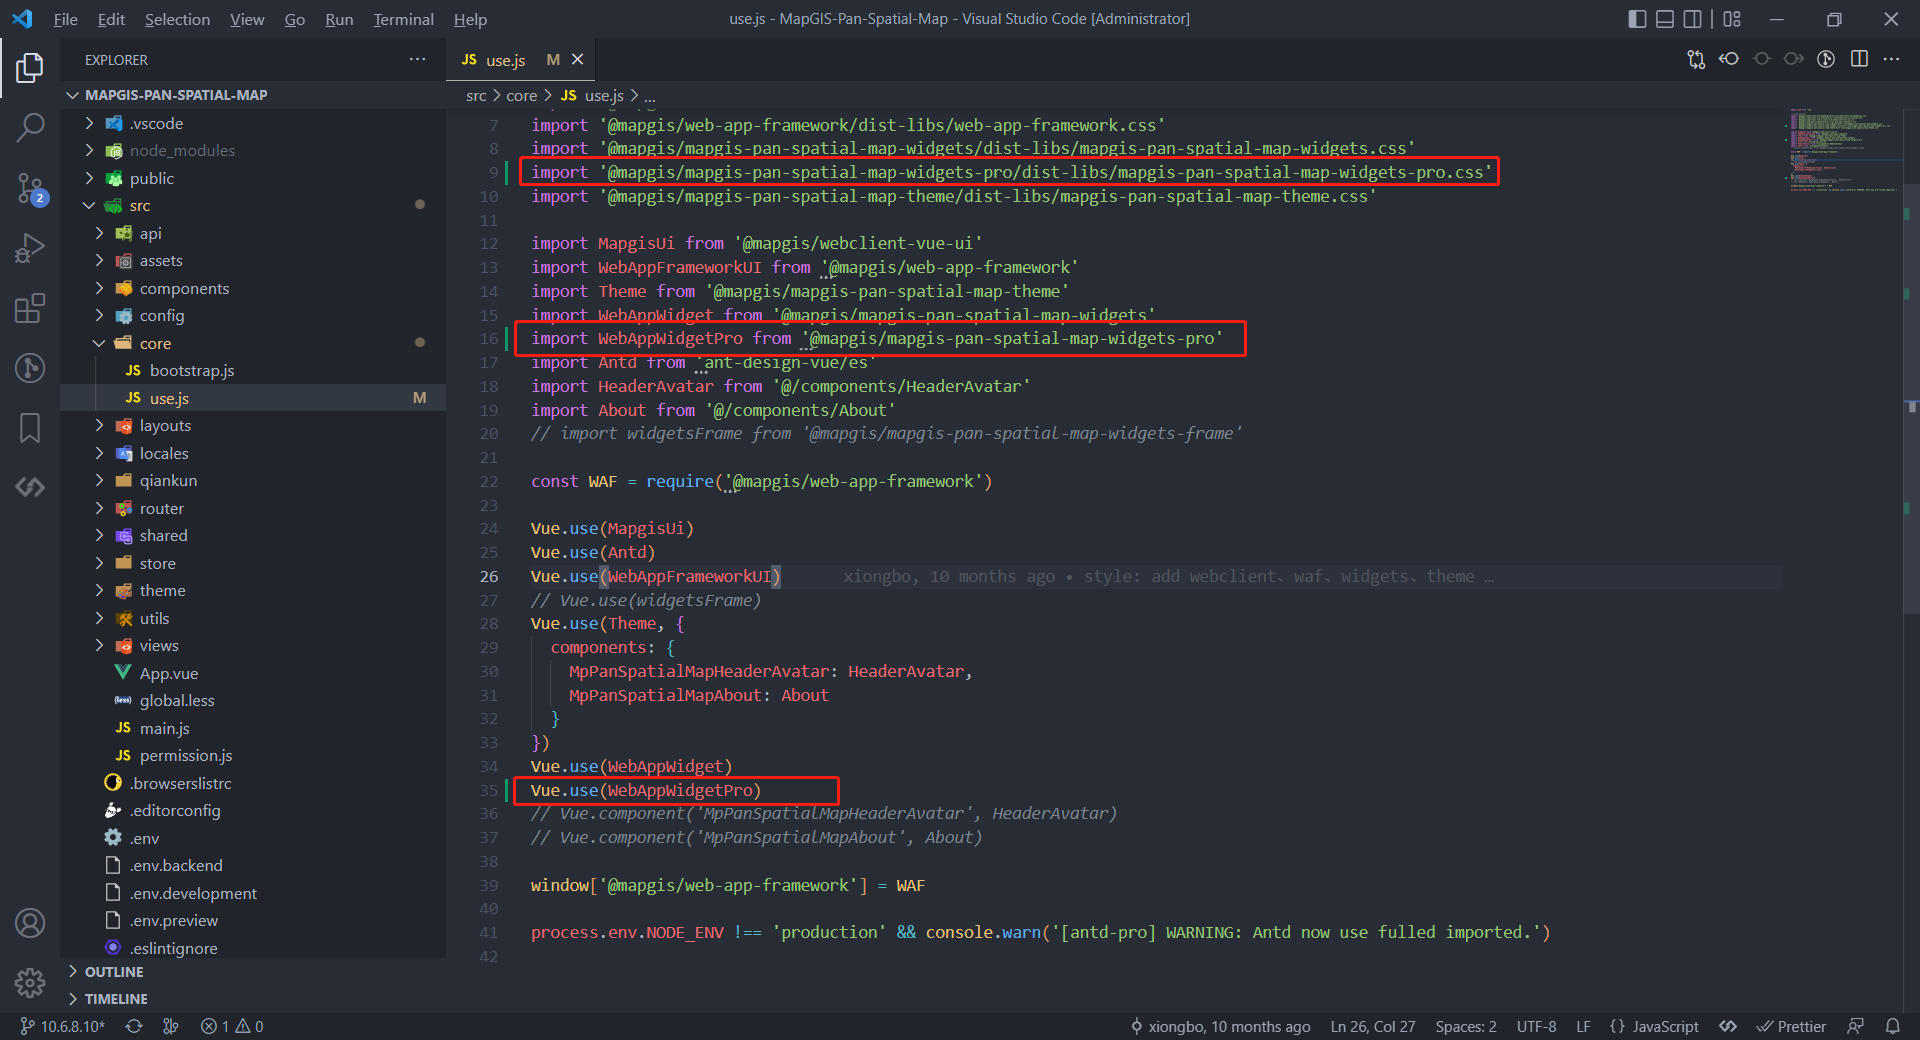 File Edit Selection View Go Run Terminal Help
use.js - MapGIS-Pan-Spatial-Map - Visual Studio Code [Administrator]
EXPLORER
MAPGIS-PAN-SPATIAL-MAP
.vscode
node_modules
public
src
api
assets
components
config
core
JS bootstrap.js
JS use.js M
layouts
locales
qiankun
router
shared
store
theme
utils
views
App.vue
{less} global.less
JS main.js
JS permission.js
.browserslistrc
.editorconfig
.env
.env.backend
.env.development
.env.preview
.eslintignore
OUTLINE
TIMELINE
2
JS use.js M
src > core > JS use.js > ...
7 import '@mapgis/web-app-framework/dist-libs/web-app-framework.css'
8 import '@mapgis/mapgis-pan-spatial-map-widgets/dist-libs/mapgis-pan-spatial-map-widgets.css'
9 import '@mapgis/mapgis-pan-spatial-map-widgets-pro/dist-libs/mapgis-pan-spatial-map-widgets-pro.css'
10 import '@mapgis/mapgis-pan-spatial-map-theme/dist-libs/mapgis-pan-spatial-map-theme.css'
11
12 import MapgisUi from '@mapgis/webclient-vue-ui'
13 import WebAppFrameworkUI from '@mapgis/web-app-framework'
14 import Theme from '@mapgis/mapgis-pan-spatial-map-theme'
15 import WebAppWidget from '@mapgis/mapgis-pan-spatial-map-widgets'
16 import WebAppWidgetPro from '@mapgis/mapgis-pan-spatial-map-widgets-pro'
17 import Antd from 'ant-design-vue/es'
18 import HeaderAvatar from '@/components/HeaderAvatar'
19 import About from '@/components/About'
20 // import widgetsFrame from '@mapgis/mapgis-pan-spatial-map-widgets-frame'
21
22 const WAF = require('@mapgis/web-app-framework')
23
24 Vue.use(MapgisUi)
25 Vue.use(Antd)
26 Vue.use(WebAppFrameworkUI) xiongbo, 10 months ago • style: add webclient、waf、widgets、theme …
27 // Vue.use(widgetsFrame)
28 Vue.use(Theme, {
29 components: {
30 MpPanSpatialMapHeaderAvatar: HeaderAvatar,
31 MpPanSpatialMapAbout: About
32 }
33 })
34 Vue.use(WebAppWidget)
35 Vue.use(WebAppWidgetPro)
36 // Vue.component('MpPanSpatialMapHeaderAvatar', HeaderAvatar)
37 // Vue.component('MpPanSpatialMapAbout', About)
38
39 window['@mapgis/web-app-framework'] = WAF
40
41 process.env.NODE_ENV !== 'production' && console.warn('[antd-pro] WARNING: Antd now use fulled imported.')
42
10.6.8.10* 1 0 xiongbo, 10 months ago Ln 26, Col 27 Spaces: 2 UTF-8 LF {} JavaScript Prettier